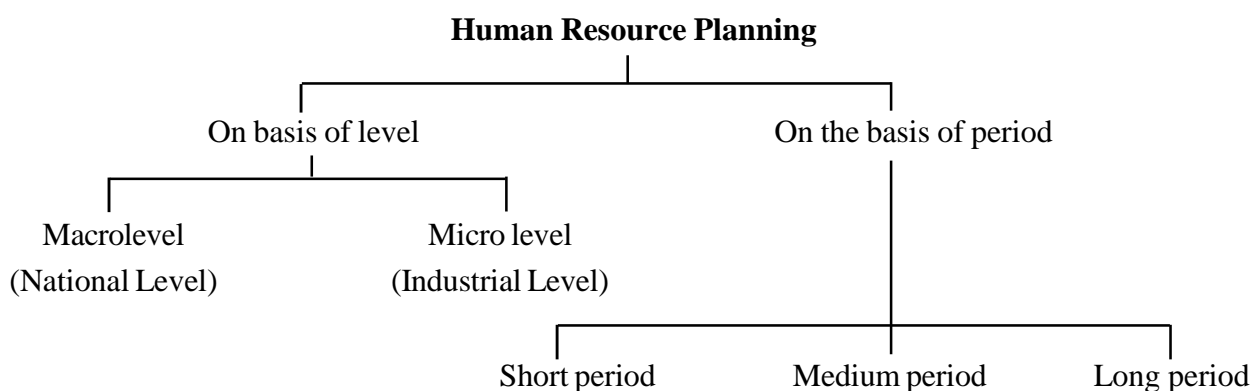 Human Resource Planning
On basis of level
On the basis of period
Macrolevel
(National Level)
Micro level
(Industrial Level)
Short period
Medium period
Long period